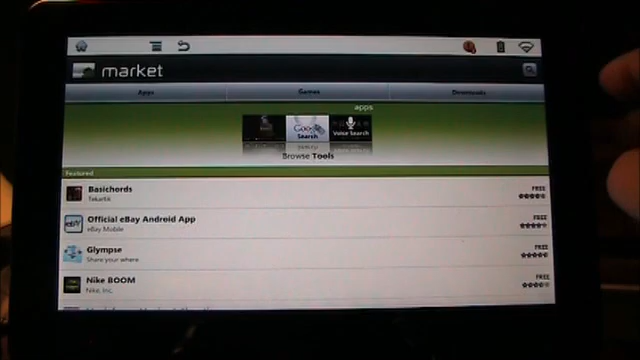 market
Apps Games Downloads
apps
Google Search
Voice Search
Browse Tools
Featured
Basichords FREE
Tekartik
Official eBay Android App FREE
eBay Mobile
Glympse FREE
Share your where
Nike BOOM FREE
Nike, Inc.